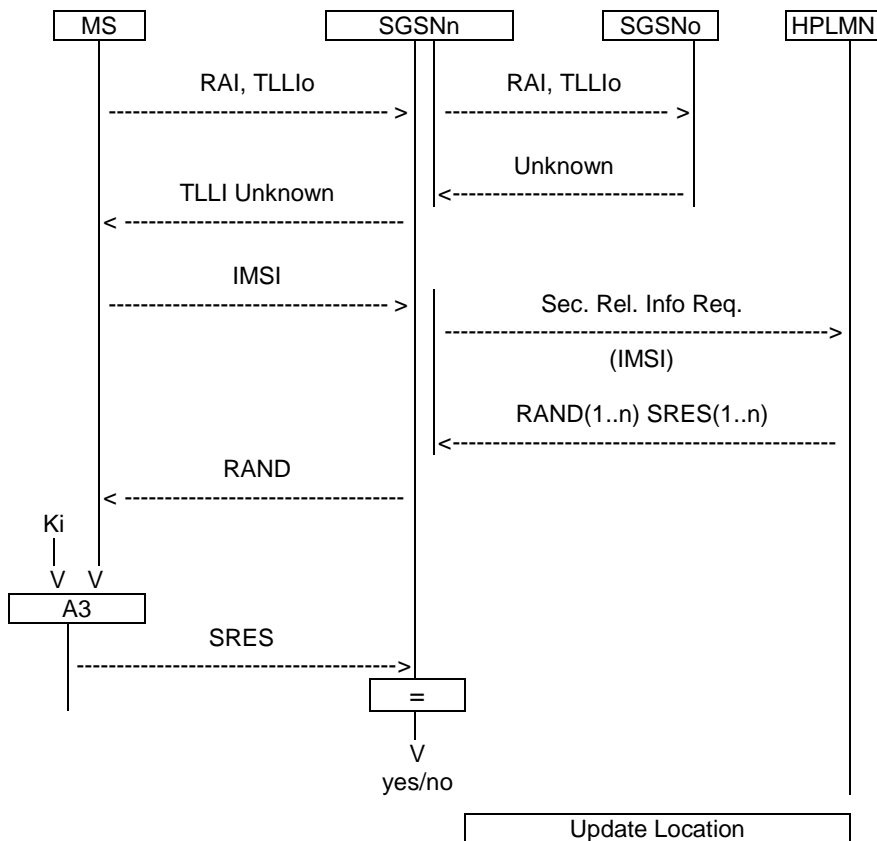 MS SGSNn SGSNo HPLMN
RAI, TLLIo RAI, TLLIo
Unknown
TLLI Unknown
IMSI
Sec. Rel. Info Req.
(IMSI)
RAND(1..n) SRES(1..n)
RAND
Ki
V V
A3
SRES
=
V
yes/no
Update Location